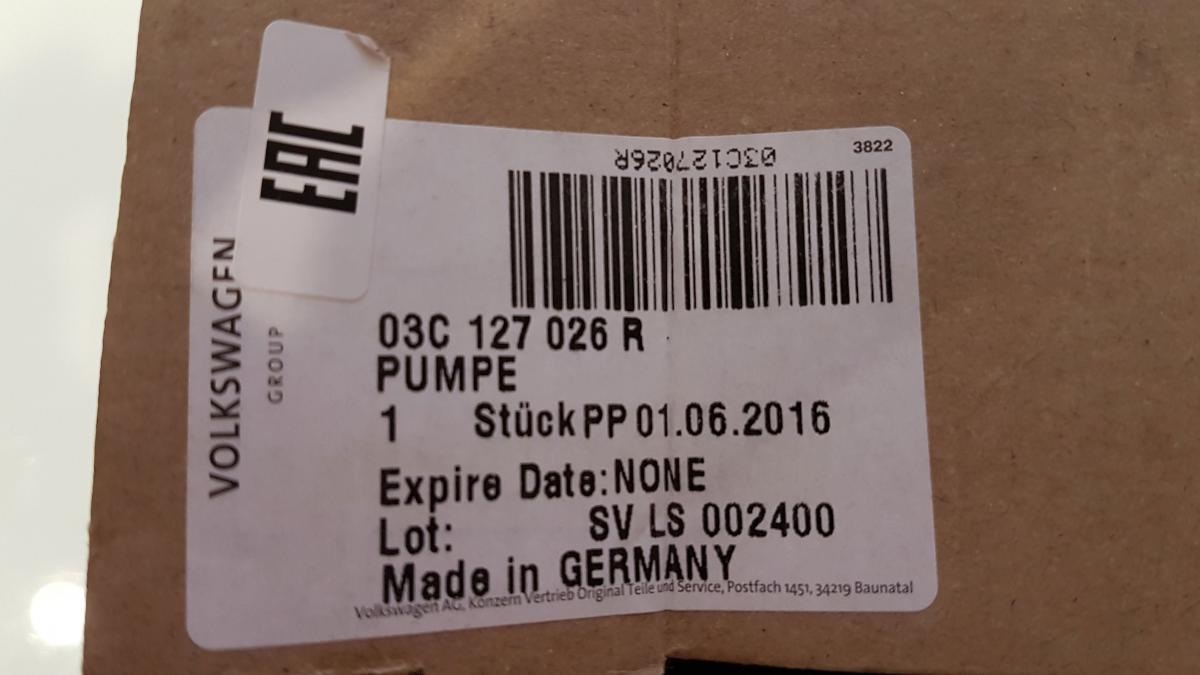 EAC
VOLKSWAGEN
GROUP
3822
03C127026R
03C 127 026 R
PUMPE
1 Stück PP 01.06.2016
Expire Date: NONE
Lot: SV LS 002400
Made in GERMANY
Volkswagen AG, Konzern Vertrieb Original Teile und Service, Postfach 1451, 34219 Baunatal